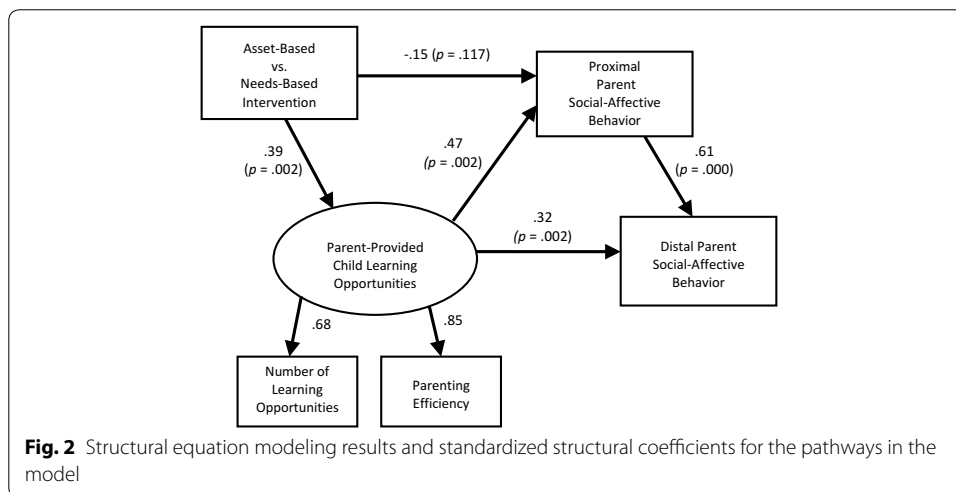 Asset-Based
vs.
Needs-Based
Intervention
-.15 (p = .117)
Proximal
Parent
Social-Affective
Behavior
.39
(p = .002)
.47
(p = .002)
.61
(p = .000)
Parent-Provided
Child Learning
Opportunities
.32
(p = .002)
Distal Parent
Social-Affective
Behavior
.68
.85
Number of
Learning
Opportunities
Parenting
Efficiency
Fig. 2 Structural equation modeling results and standardized structural coefficients for the pathways in the
model